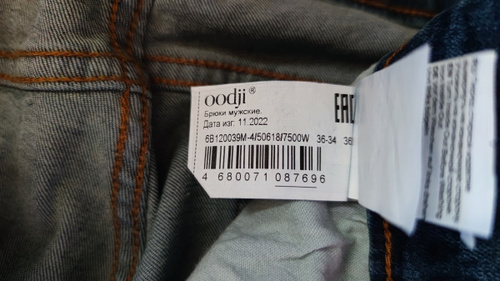 oodji®
Брюки мужские.
Дата изг: 11.2022
6B120039M-4/50618/7500W 36-34
4 680071 087696